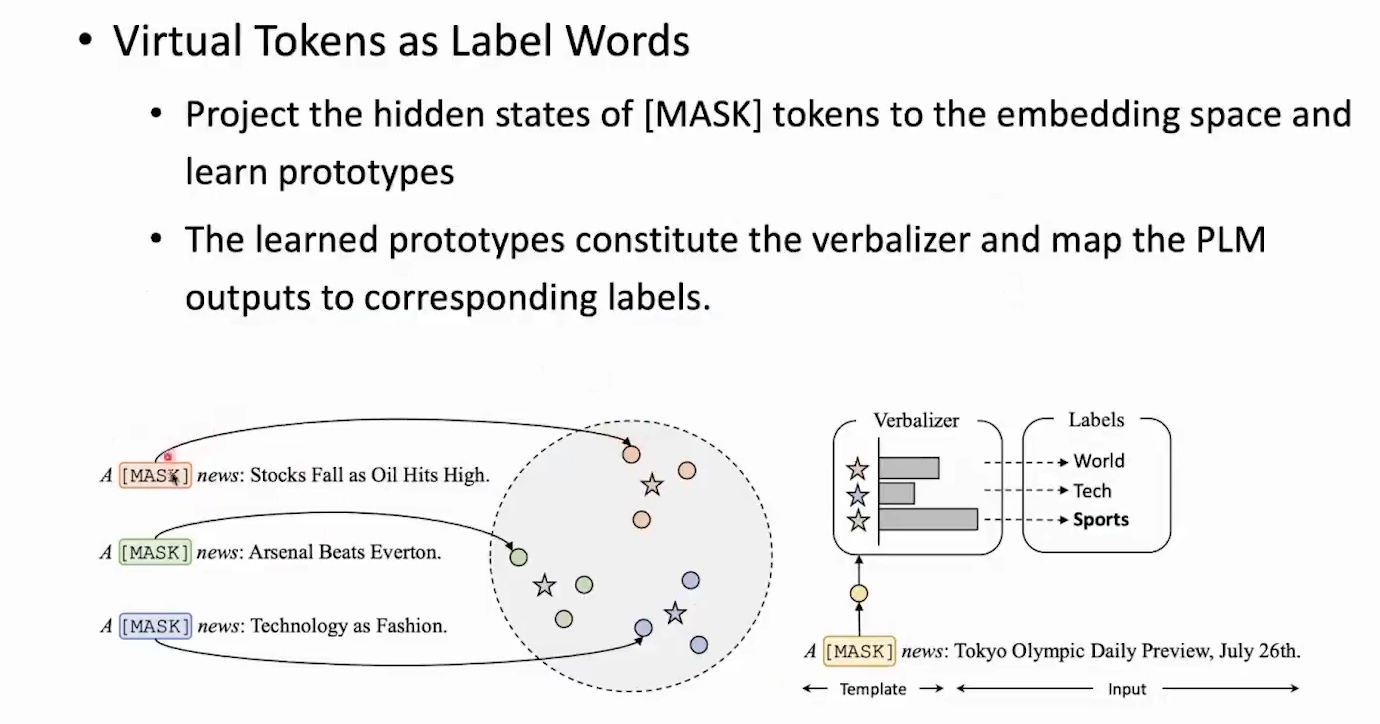 • Virtual Tokens as Label Words
• Project the hidden states of [MASK] tokens to the embedding space and
learn prototypes
• The learned prototypes constitute the verbalizer and map the PLM
outputs to corresponding labels.
A [MASK] news: Stocks Fall as Oil Hits High.
A [MASK] news: Arsenal Beats Everton.
A [MASK] news: Technology as Fashion.
Verbalizer
Labels
World
Tech
Sports
A [MASK] news: Tokyo Olympic Daily Preview, July 26th.
Template
Input